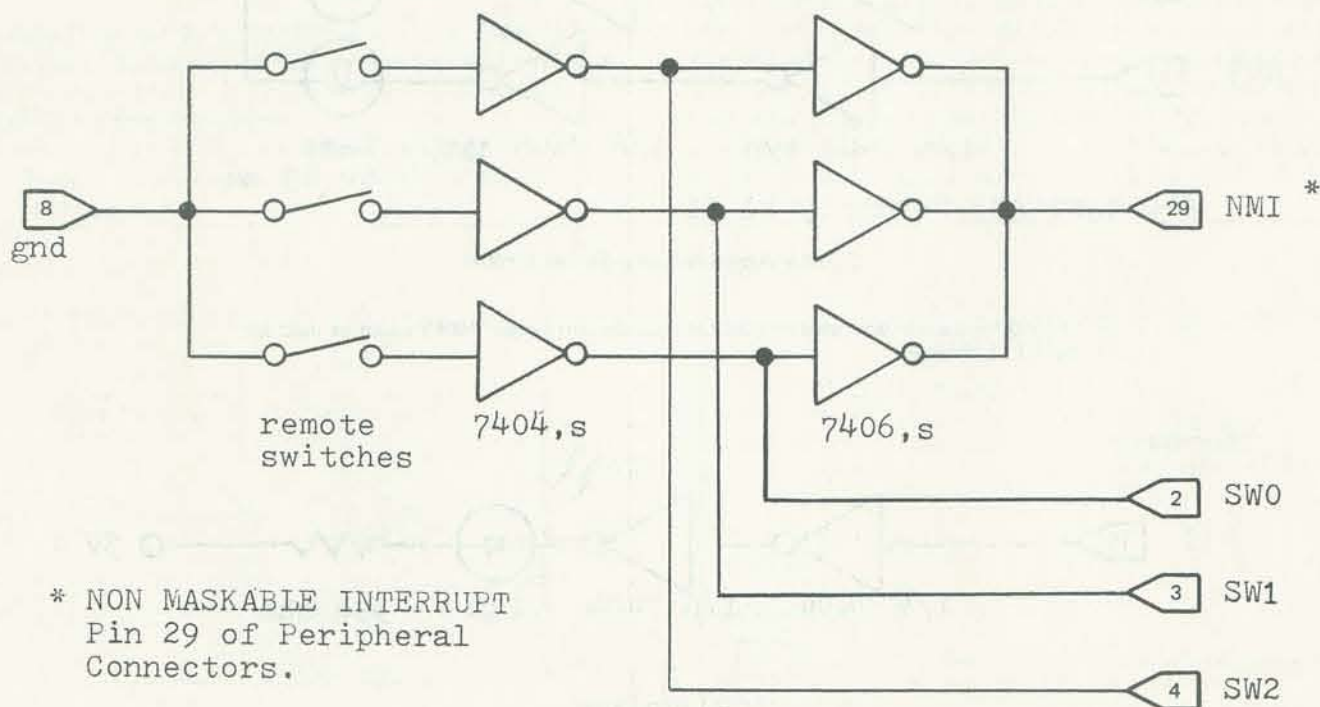 8
gnd
29 NMI *
remote
switches
7404,s
7406,s
2 SW0
3 SW1
4 SW2
* NON MASKABLE INTERRUPT
Pin 29 of Peripheral
Connectors.